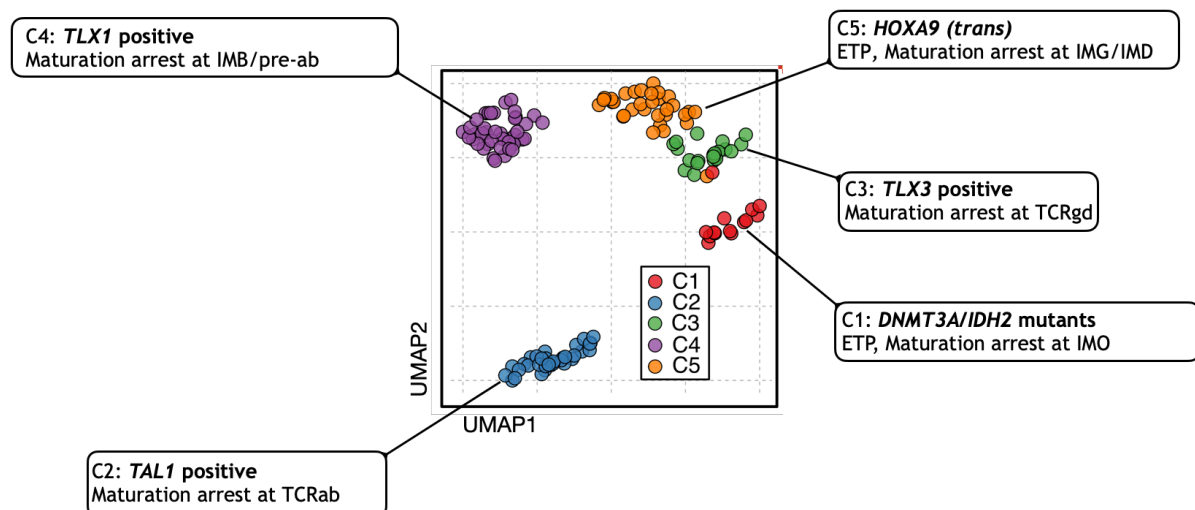 C4: TLX1 positive
Maturation arrest at IMB/pre-ab
C5: HOXA9 (trans)
ETP, Maturation arrest at IMG/IMD
C3: TLX3 positive
Maturation arrest at TCRgd
C1
C2
C3
C4
C5
C1: DNMT3A/IDH2 mutants
ETP, Maturation arrest at IMO
UMAP2
UMAP1
C2: TAL1 positive
Maturation arrest at TCRab